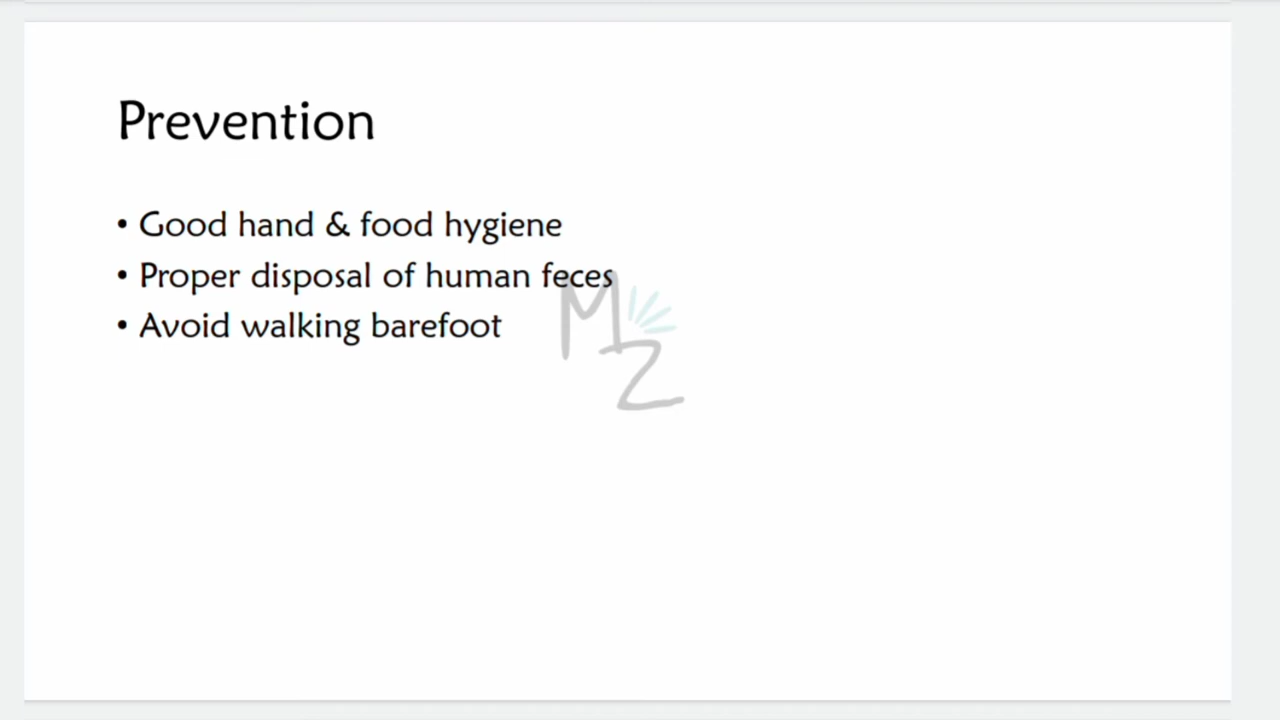 Prevention
• Good hand & food hygiene
• Proper disposal of human feces
• Avoid walking barefoot
MZ